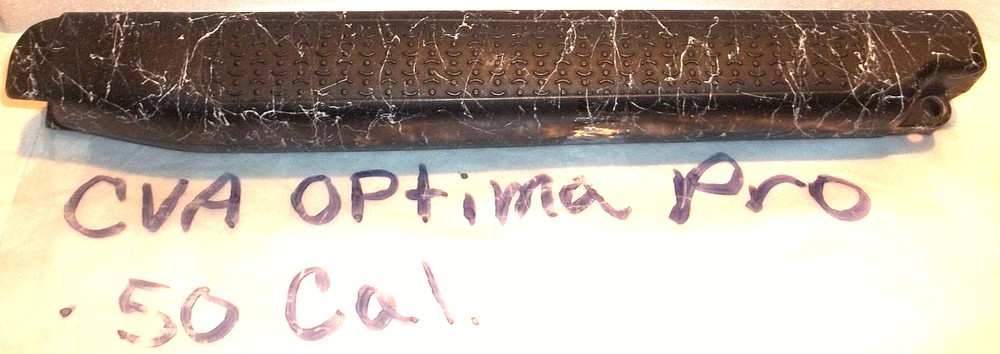 CVA OPtima Pro
.50 Cal.